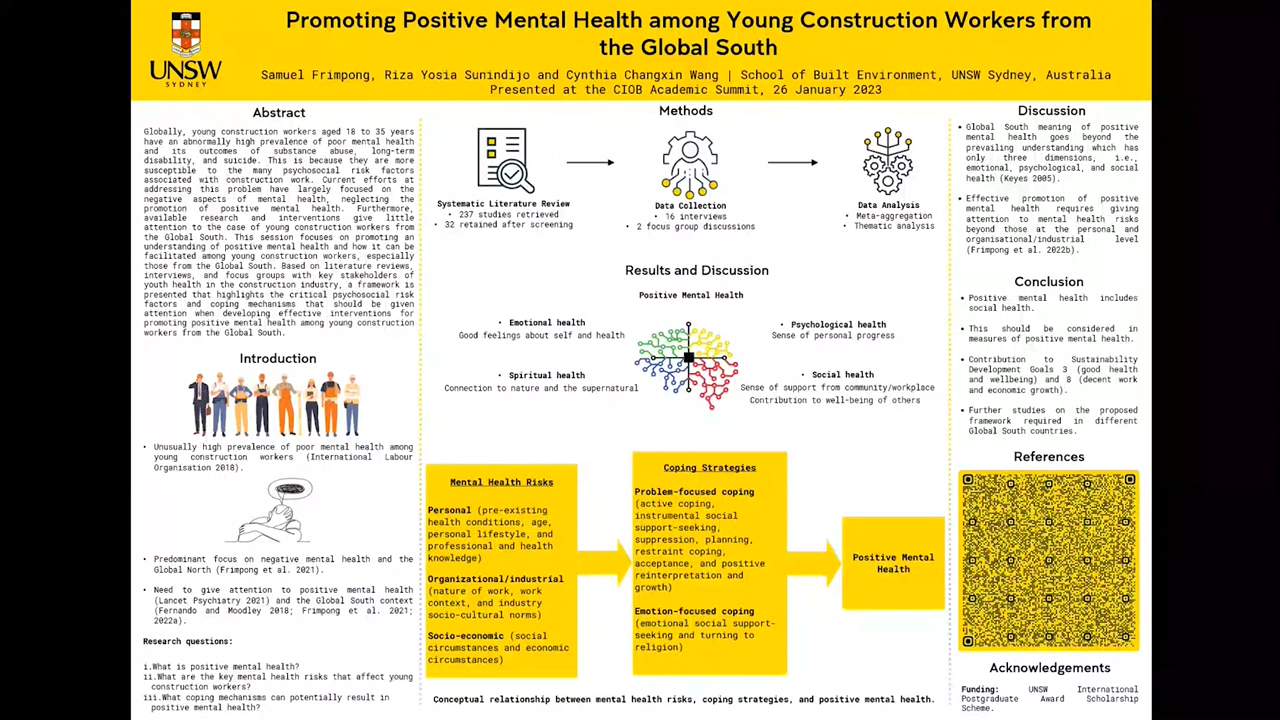 UNSW
SYDNEY
Promoting Positive Mental Health among Young Construction Workers from
the Global South
Samuel Frimpong, Riza Yosia Sunindijo and Cynthia Changxin Wang | School of Built Environment, UNSW Sydney, Australia
Presented at the CIOB Academic Summit, 26 January 2023
Abstract
Globally, young construction workers aged 18 to 35 years
have an abnormally high prevalence of poor mental health
and its outcomes of substance abuse, long-term
disability, and suicide. This is because they are more
susceptible to the many psychosocial risk factors
associated with construction work. Current efforts at
addressing this problem have largely focused on the
negative aspects of mental health, neglecting the
promotion of positive mental health. Furthermore,
available research and interventions give little
attention to the case of young construction workers from
the Global South. This session focuses on promoting an
understanding of positive mental health and how it can be
facilitated among young construction workers, especially
those from the Global South. Based on literature reviews,
interviews, and focus groups with key stakeholders of
youth health in the construction industry, a framework is
presented that highlights the critical psychosocial risk
factors and coping mechanisms that should be given
attention when developing effective interventions for
promoting positive mental health among young construction
workers from the Global South.
Introduction
• Unusually high prevalence of poor mental health among
young construction workers (International Labour
Organisation 2018).
• Predominant focus on negative mental health and the
Global North (Frimpong et al. 2021).
• Need to give attention to positive mental health
(Lancet Psychiatry 2021) and the Global South context
(Fernando and Moodley 2018; Frimpong et al. 2021;
2022a).
Research questions:
i.What is positive mental health?
ii.What are the key mental health risks that affect young
construction workers?
iii.What coping mechanisms can potentially result in
positive mental health?
Methods
Systematic Literature Review
• 237 studies retrieved
• 32 retained after screening
Data Collection
• 16 interviews
• 2 focus group discussions
Data Analysis
• Meta-aggregation
• Thematic analysis
Results and Discussion
Positive Mental Health
• Emotional health
Good feelings about self and health
• Psychological health
Sense of personal progress
• Spiritual health
Connection to nature and the supernatural
• Social health
Sense of support from community/workplace
Contribution to well-being of others
Mental Health Risks
Personal (pre-existing
health conditions, age,
personal lifestyle, and
professional and health
knowledge)
Organizational/industrial
(nature of work, work
context, and industry
socio-cultural norms)
Socio-economic (social
circumstances and economic
circumstances)
Coping Strategies
Problem-focused coping
(active coping,
instrumental social
support-seeking,
suppression, planning,
restraint coping,
acceptance, and positive
reinterpretation and
growth)
Emotion-focused coping
(emotional social support-
seeking and turning to
religion)
Positive Mental
Health
Conceptual relationship between mental health risks, coping strategies, and positive mental health.
Discussion
• Global South meaning of positive
mental health goes beyond the
prevailing understanding which has
only three dimensions, i.e.,
emotional, psychological, and social
health (Keyes 2005).
• Effective promotion of positive
mental health requires giving
attention to mental health risks
beyond those at the personal and
organisational/industrial level
(Frimpong et al. 2022b).
Conclusion
• Positive mental health includes
social health.
• This should be considered in
measures of positive mental health.
• Contribution to Sustainability
Development Goals 3 (good health
and wellbeing) and 8 (decent work
and economic growth).
• Further studies on the proposed
framework required in different
Global South countries.
References
Acknowledgements
Funding: UNSW International
Postgraduate Award Scholarship
Scheme.